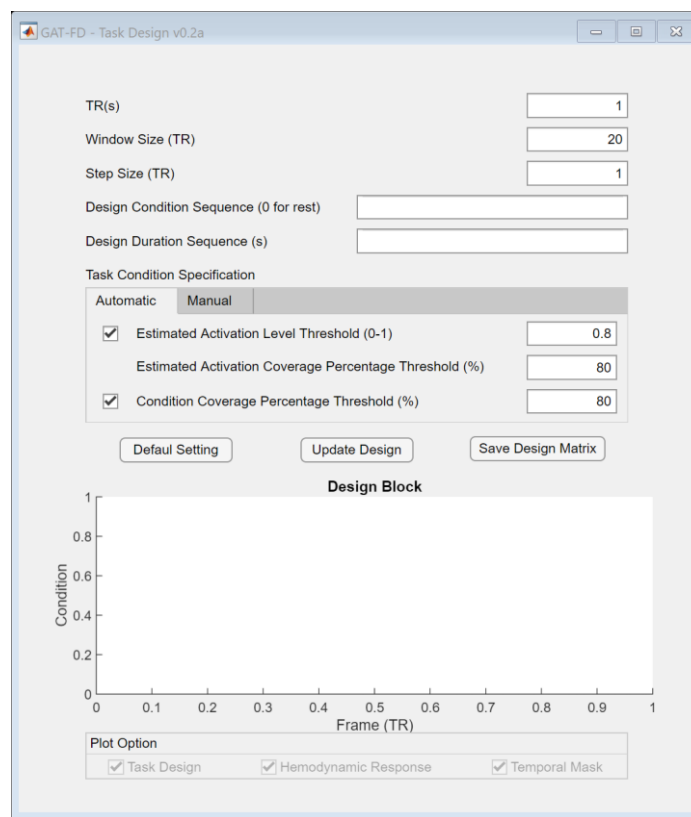 GAT-FD - Task Design v0.2a
TR(s) 1
Window Size (TR) 20
Step Size (TR) 1
Design Condition Sequence (0 for rest)
Design Duration Sequence (s)
Task Condition Specification
Automatic Manual
Estimated Activation Level Threshold (0-1) 0.8
Estimated Activation Coverage Percentage Threshold (%) 80
Condition Coverage Percentage Threshold (%) 80
Defaul Setting Update Design Save Design Matrix
Design Block
1
0.8
0.6
0.4
0.2
0
Condition
0 0.1 0.2 0.3 0.4 0.5 0.6 0.7 0.8 0.9 1
Frame (TR)
Plot Option
Task Design Hemodynamic Response Temporal Mask